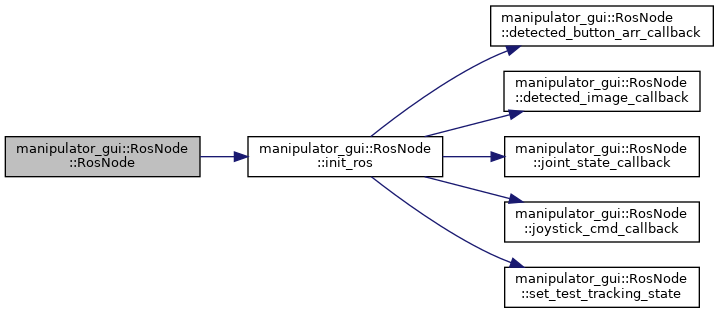 manipulator_gui::RosNode
::RosNode
manipulator_gui::RosNode
::init_ros
manipulator_gui::RosNode
::detected_button_arr_callback
manipulator_gui::RosNode
::detected_image_callback
manipulator_gui::RosNode
::joint_state_callback
manipulator_gui::RosNode
::joystick_cmd_callback
manipulator_gui::RosNode
::set_test_tracking_state